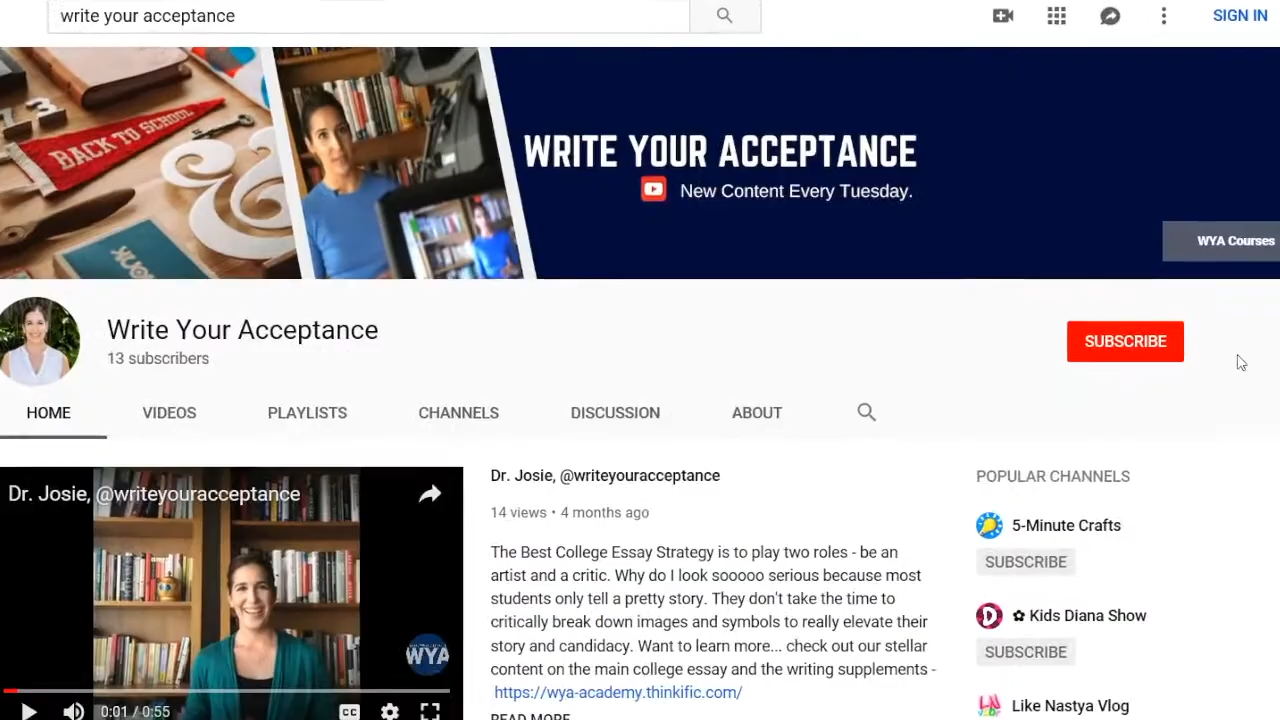 write your acceptance
SIGN IN
BACK TO SCHOOL
WRITE YOUR ACCEPTANCE
New Content Every Tuesday.
WYA Courses
Write Your Acceptance
13 subscribers
SUBSCRIBE
HOME
VIDEOS
PLAYLISTS
CHANNELS
DISCUSSION
ABOUT
Dr. Josie, @writeyouracceptance
WYA
0:01 / 0:55
CC
Dr. Josie, @writeyouracceptance
14 views • 4 months ago
The Best College Essay Strategy is to play two roles - be an
artist and a critic. Why do I look sooooo serious because most
students only tell a pretty story. They don't take the time to
critically break down images and symbols to really elevate their
story and candidacy. Want to learn more... check out our stellar
content on the main college essay and the writing supplements -
https://wya-academy.thinkific.com/
READ MORE
POPULAR CHANNELS
5-Minute Crafts
SUBSCRIBE
✿ Kids Diana Show
SUBSCRIBE
Like Nastya Vlog